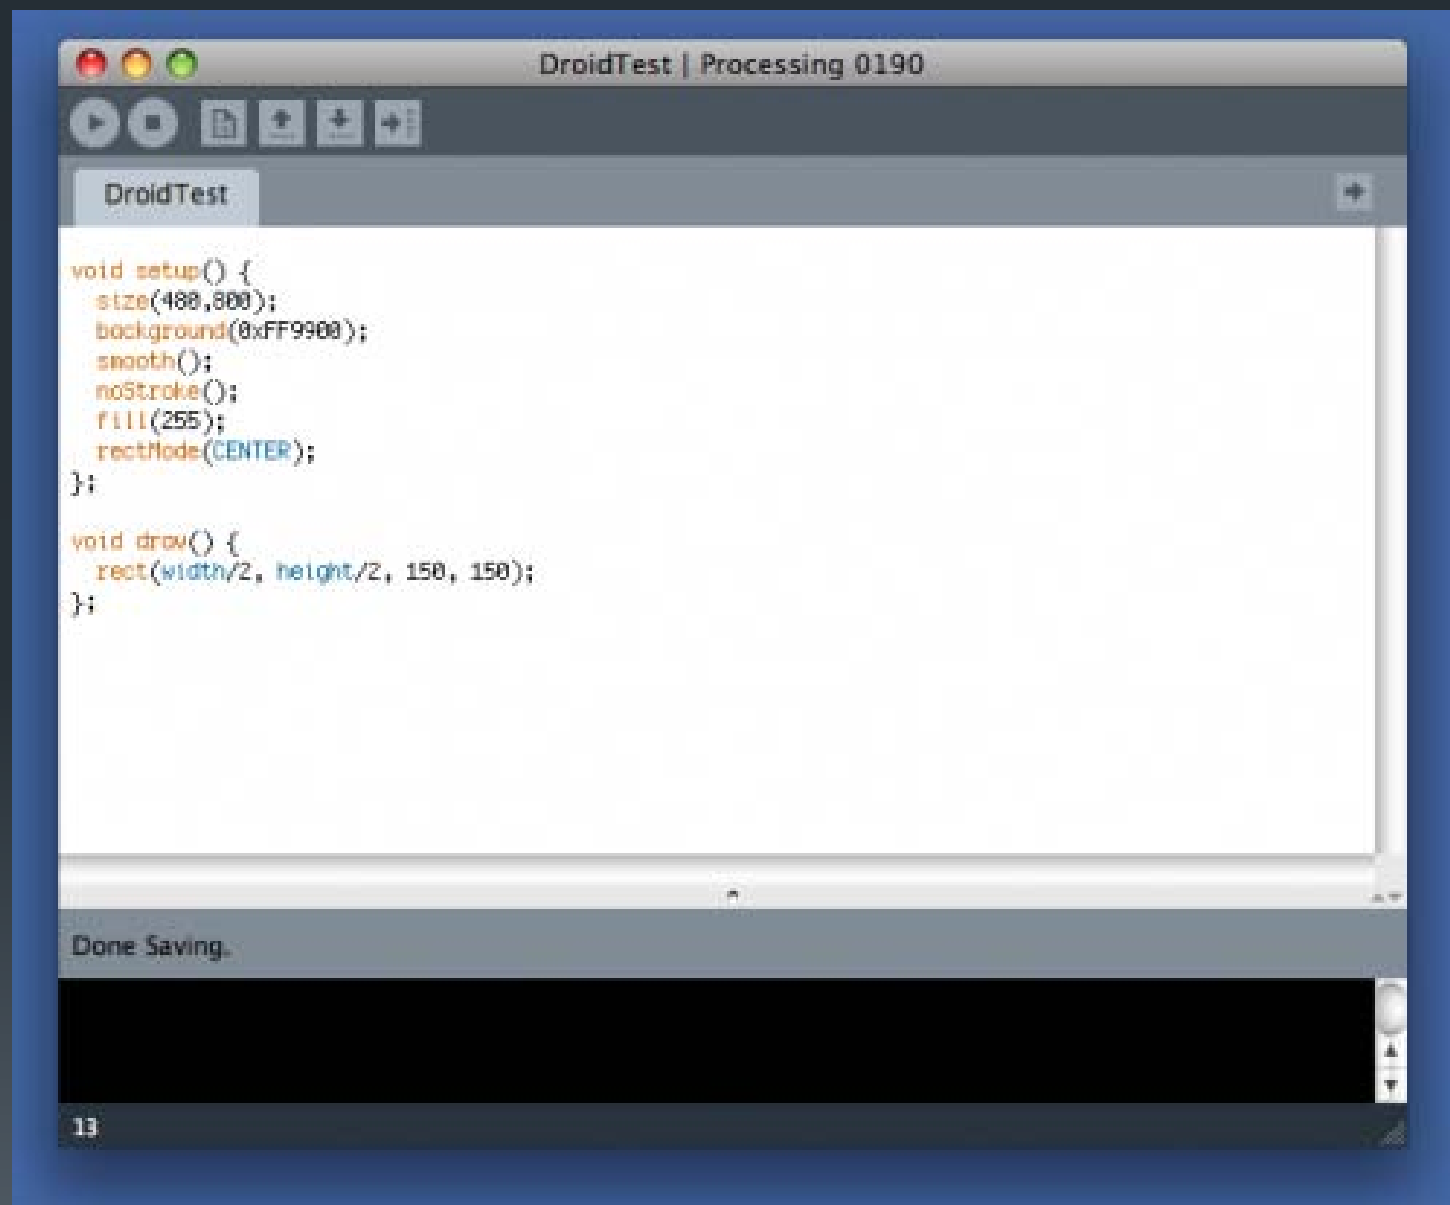 DroidTest | Processing 0190
DroidTest
void setup() {
  size(480,800);
  background(0xFF9900);
  smooth();
  noStroke();
  fill(255);
  rectMode(CENTER);
};
void draw() {
  rect(width/2, height/2, 150, 150);
};
Done Saving.
13